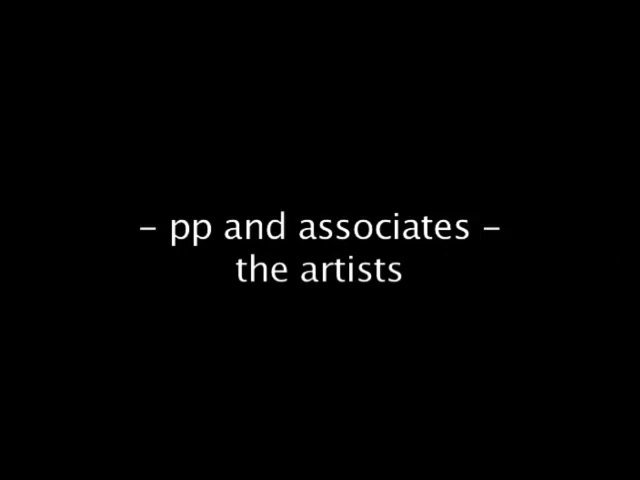 - pp and associates -
the artists